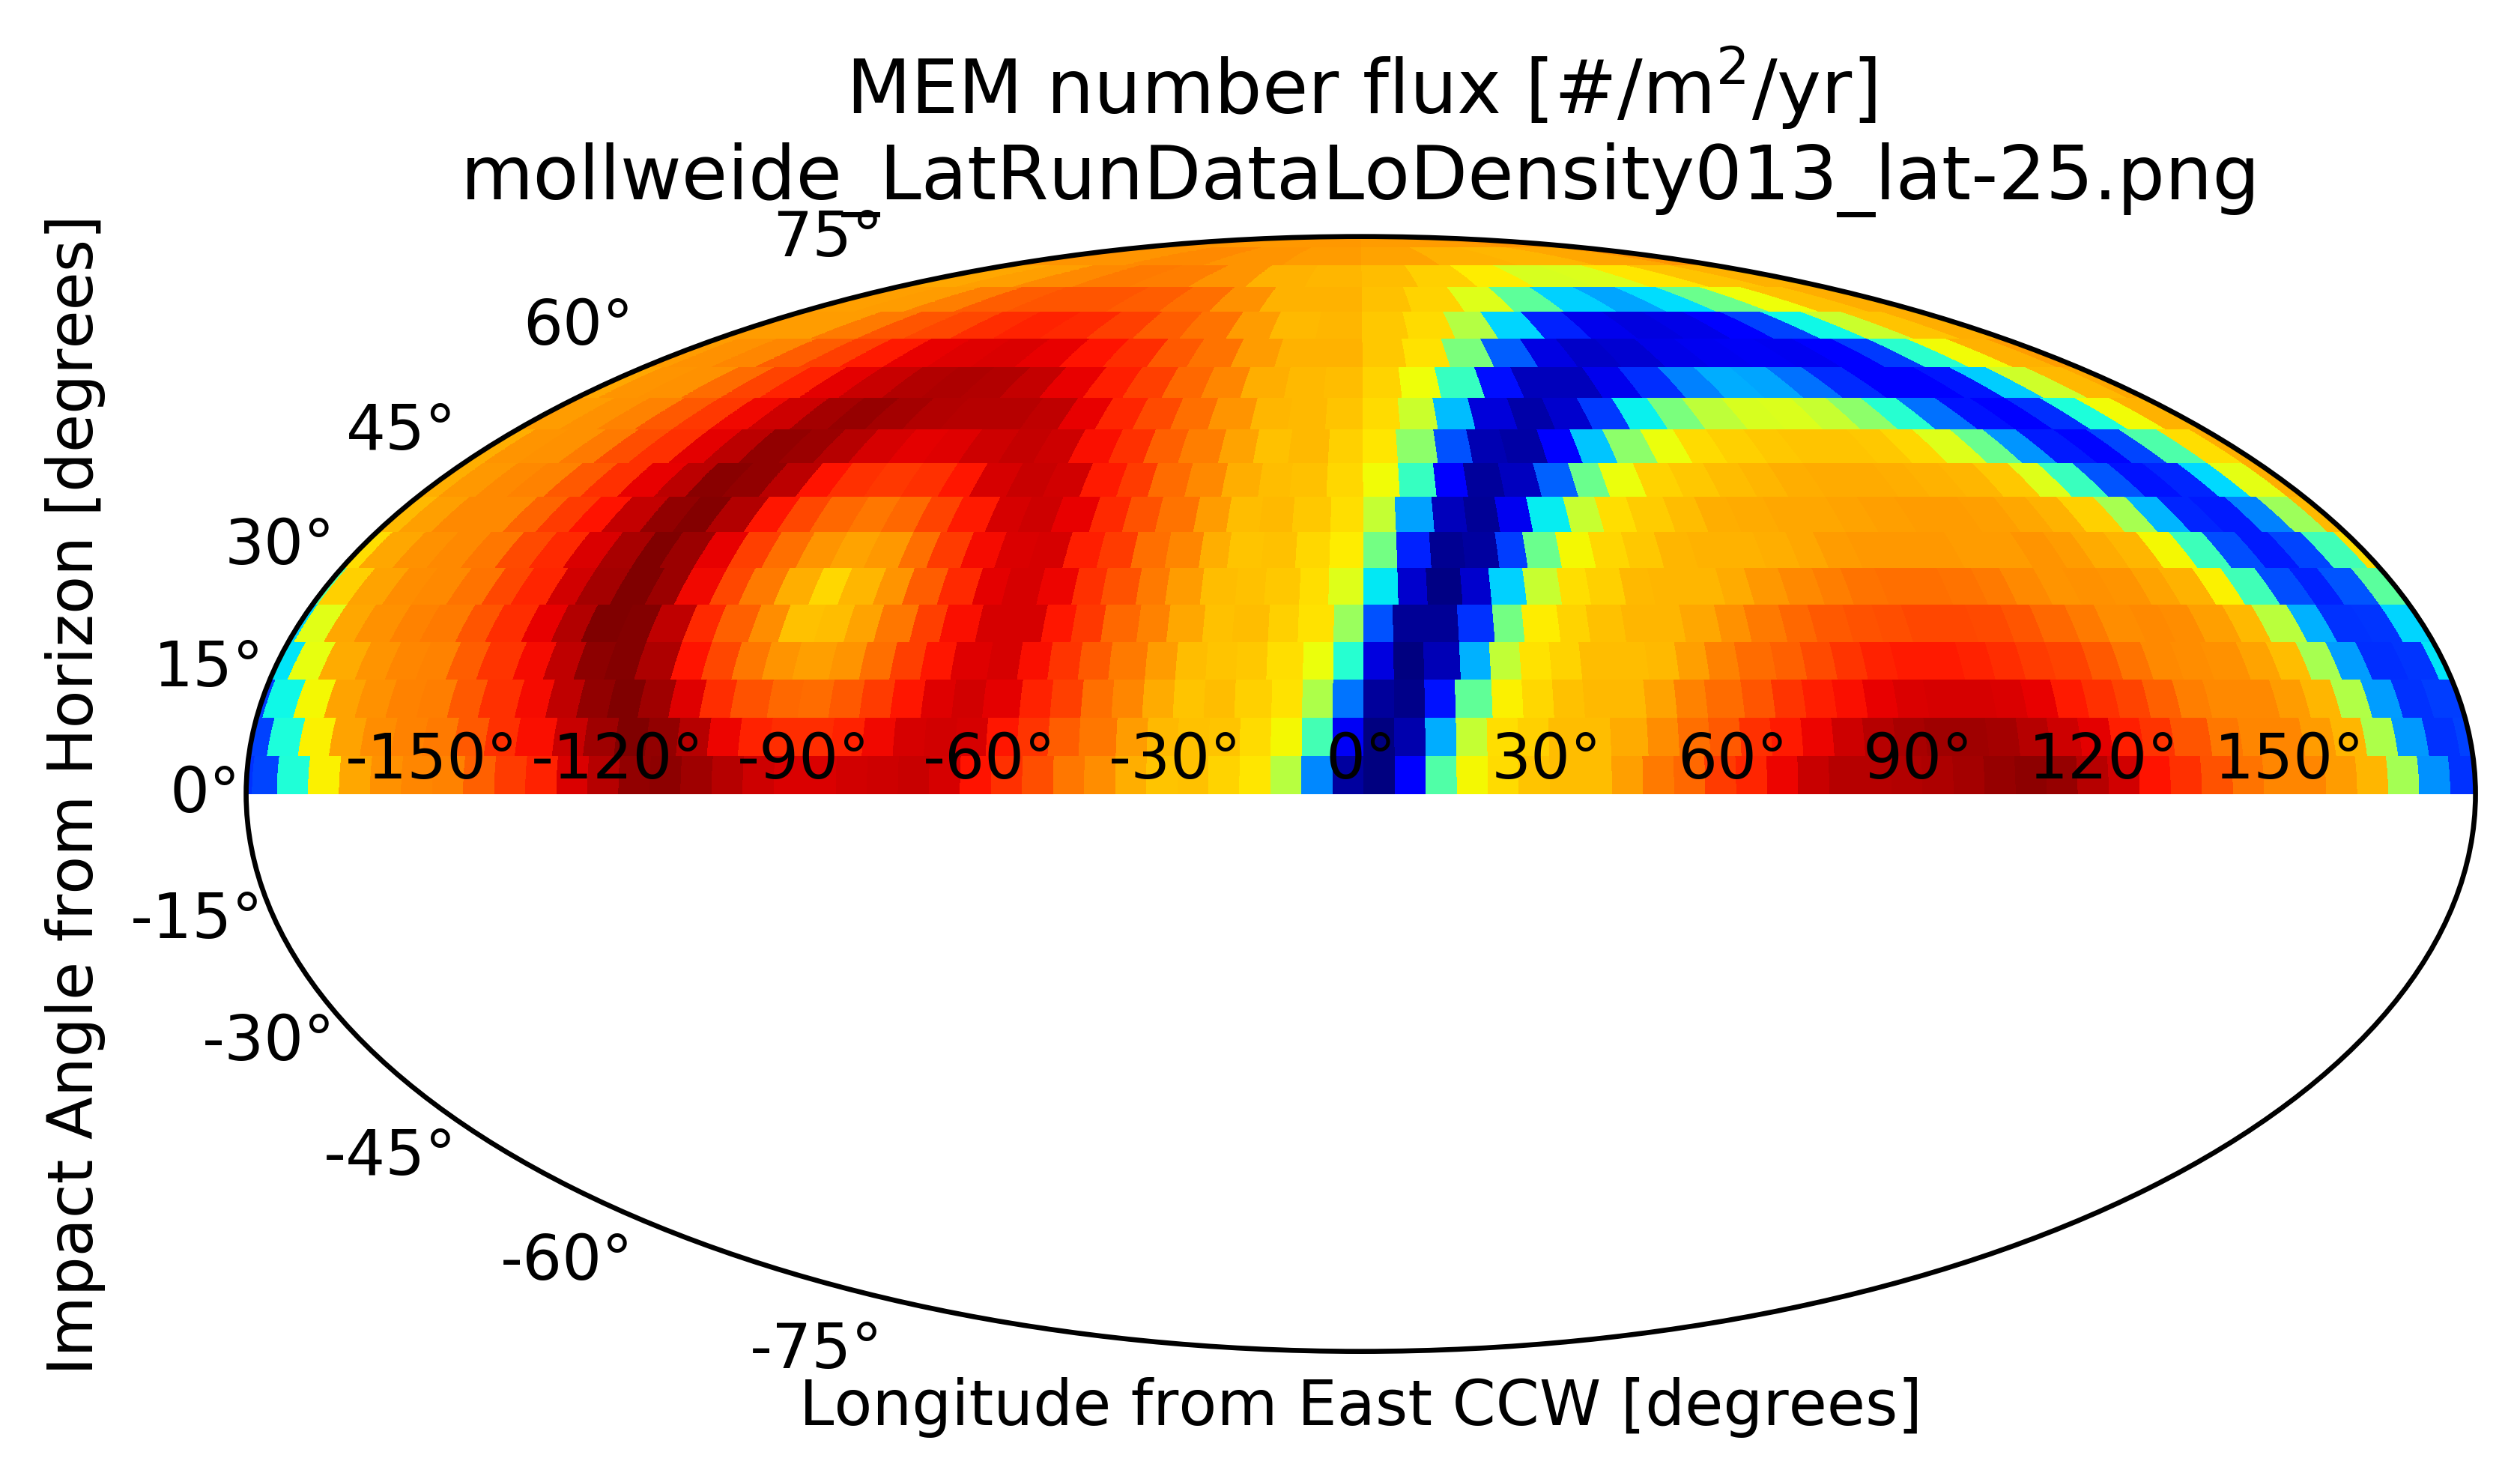 MEM number flux [#/m²/yr]
mollweide_LatRunDataLoDensity013_lat-25.png
Impact Angle from Horizon [degrees]
75°
60°
45°
30°
15°
0°
-150° -120° -90° -60° -30° 0° 30° 60° 90° 120° 150°
-15°
-30°
-45°
-60°
-75°
Longitude from East CCW [degrees]